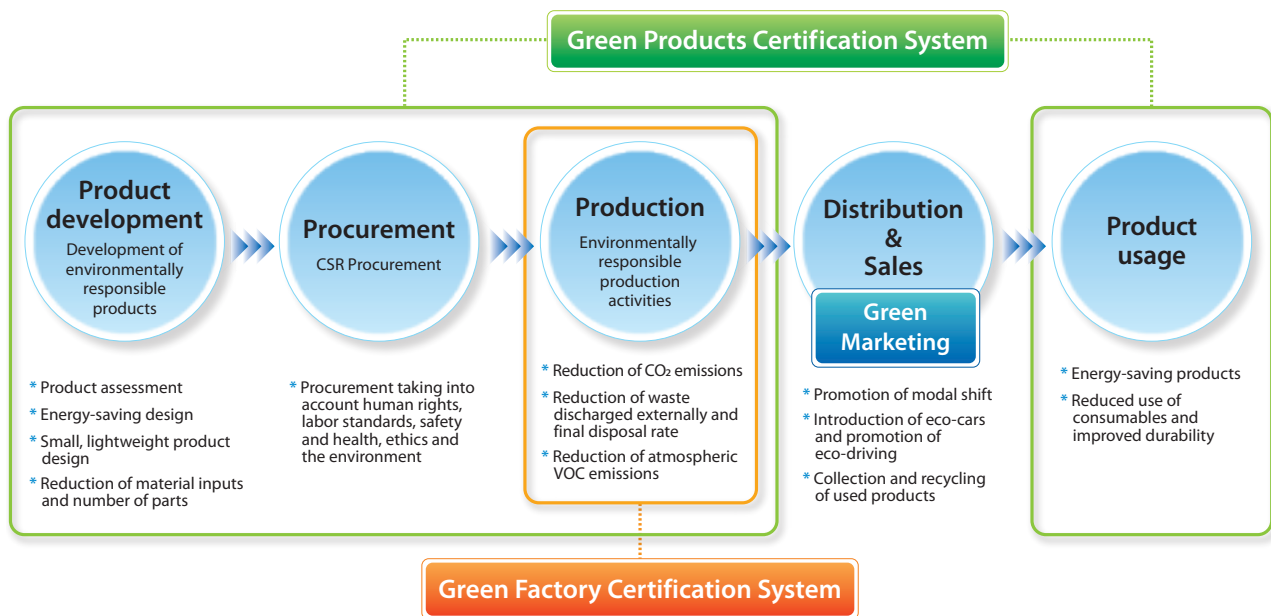 Green Products Certification System
Product
development
Development of
environmentally
responsible
products
* Product assessment
* Energy-saving design
* Small, lightweight product
design
* Reduction of material inputs
and number of parts
Procurement
CSR Procurement
* Procurement taking into
account human rights,
labor standards, safety
and health, ethics and
the environment
Production
Environmentally
responsible
production
activities
* Reduction of CO₂ emissions
* Reduction of waste
discharged externally and
final disposal rate
* Reduction of atmospheric
VOC emissions
Distribution
&
Sales
Green
Marketing
* Promotion of modal shift
* Introduction of eco-cars
and promotion of
eco-driving
* Collection and recycling
of used products
Product
usage
* Energy-saving products
* Reduced use of
consumables and
improved durability
Green Factory Certification System